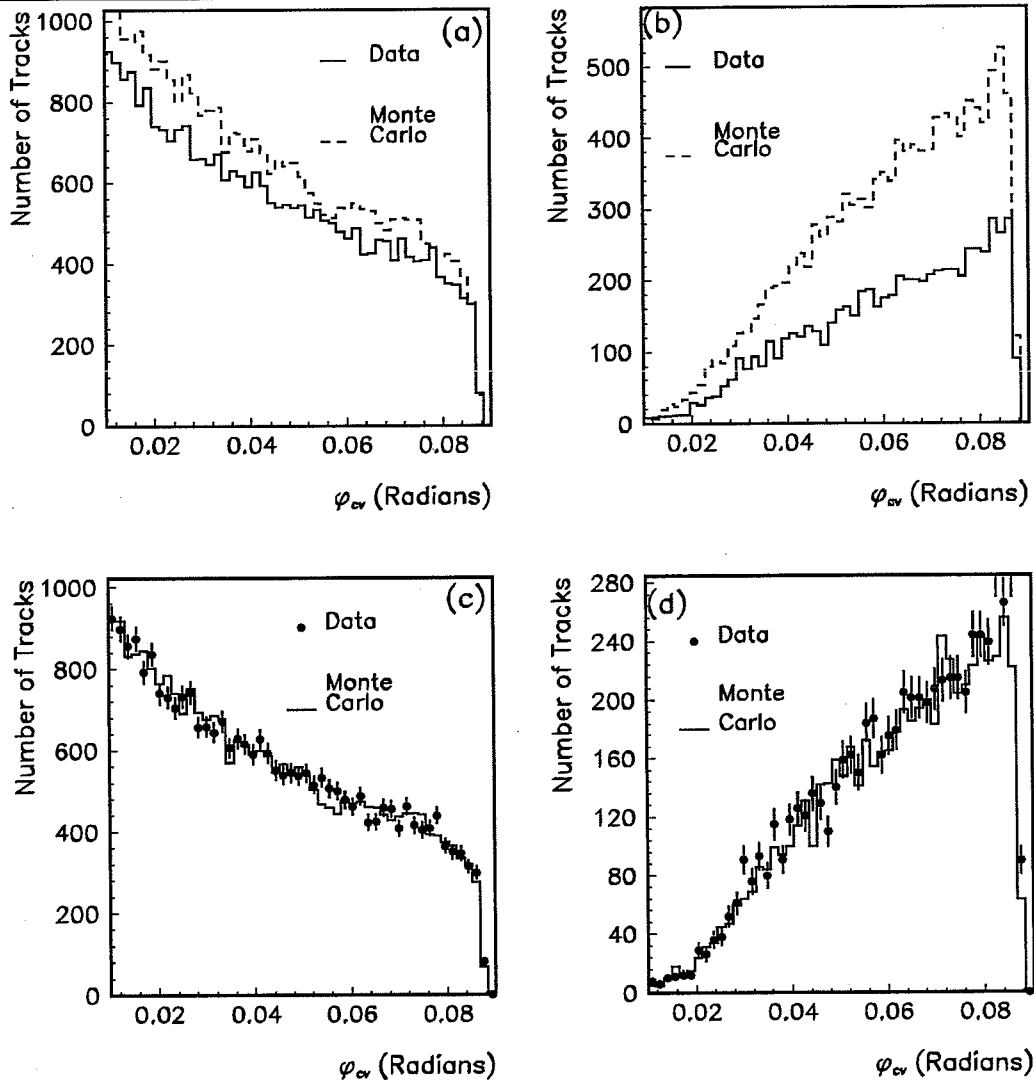 (a)
Number of Tracks
1000
800
600
400
200
0
Data
Monte
Carlo
0.02 0.04 0.06 0.08
φcv (Radians)
(b)
Number of Tracks
500
400
300
200
100
0
Data
Monte
Carlo
0.02 0.04 0.06 0.08
φcv (Radians)
(c)
Number of Tracks
1000
800
600
400
200
0
Data
Monte
Carlo
0.02 0.04 0.06 0.08
φcv (Radians)
(d)
Number of Tracks
280
240
200
160
120
80
40
0
Data
Monte
Carlo
0.02 0.04 0.06 0.08
φcv (Radians)